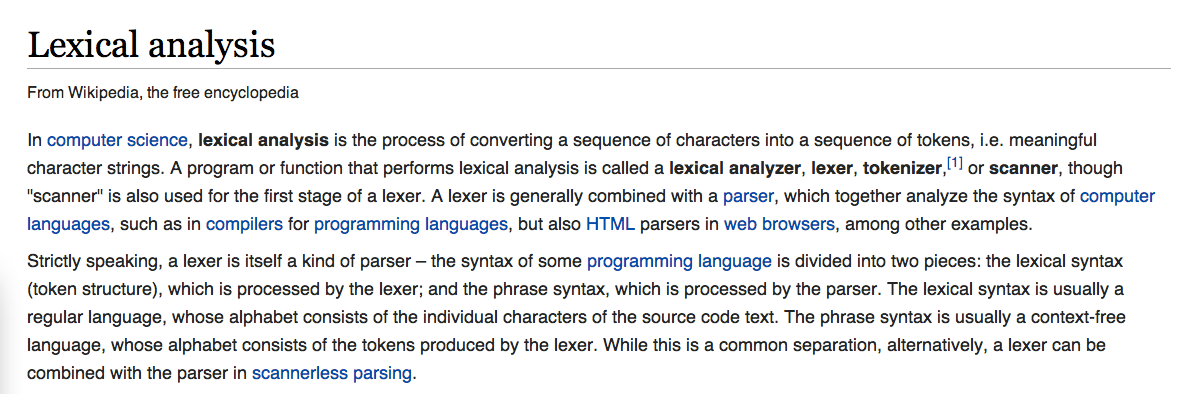 Lexical analysis
From Wikipedia, the free encyclopedia
In computer science, lexical analysis is the process of converting a sequence of characters into a sequence of tokens, i.e. meaningful
character strings. A program or function that performs lexical analysis is called a lexical analyzer, lexer, tokenizer,[1] or scanner, though
"scanner" is also used for the first stage of a lexer. A lexer is generally combined with a parser, which together analyze the syntax of computer
languages, such as in compilers for programming languages, but also HTML parsers in web browsers, among other examples.
Strictly speaking, a lexer is itself a kind of parser – the syntax of some programming language is divided into two pieces: the lexical syntax
(token structure), which is processed by the lexer; and the phrase syntax, which is processed by the parser. The lexical syntax is usually a
regular language, whose alphabet consists of the individual characters of the source code text. The phrase syntax is usually a context-free
language, whose alphabet consists of the tokens produced by the lexer. While this is a common separation, alternatively, a lexer can be
combined with the parser in scannerless parsing.